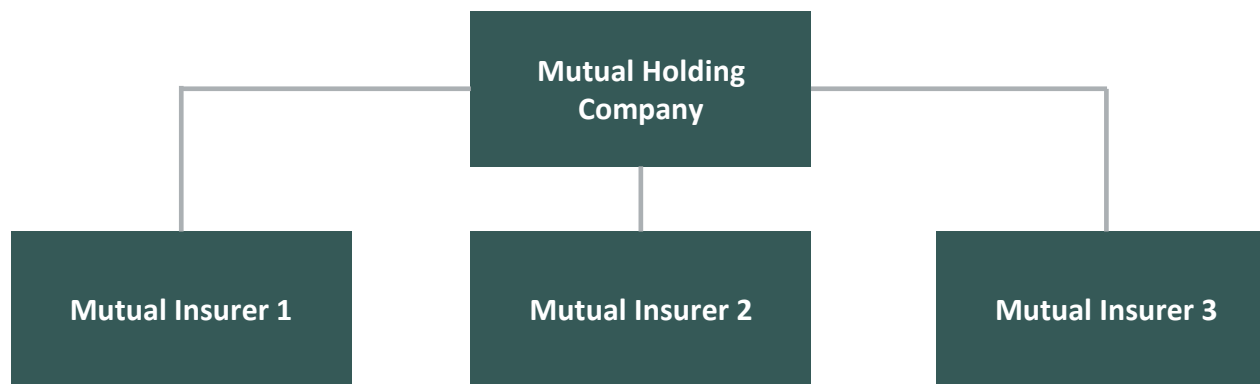 Mutual Holding
Company
Mutual Insurer 1
Mutual Insurer 2
Mutual Insurer 3